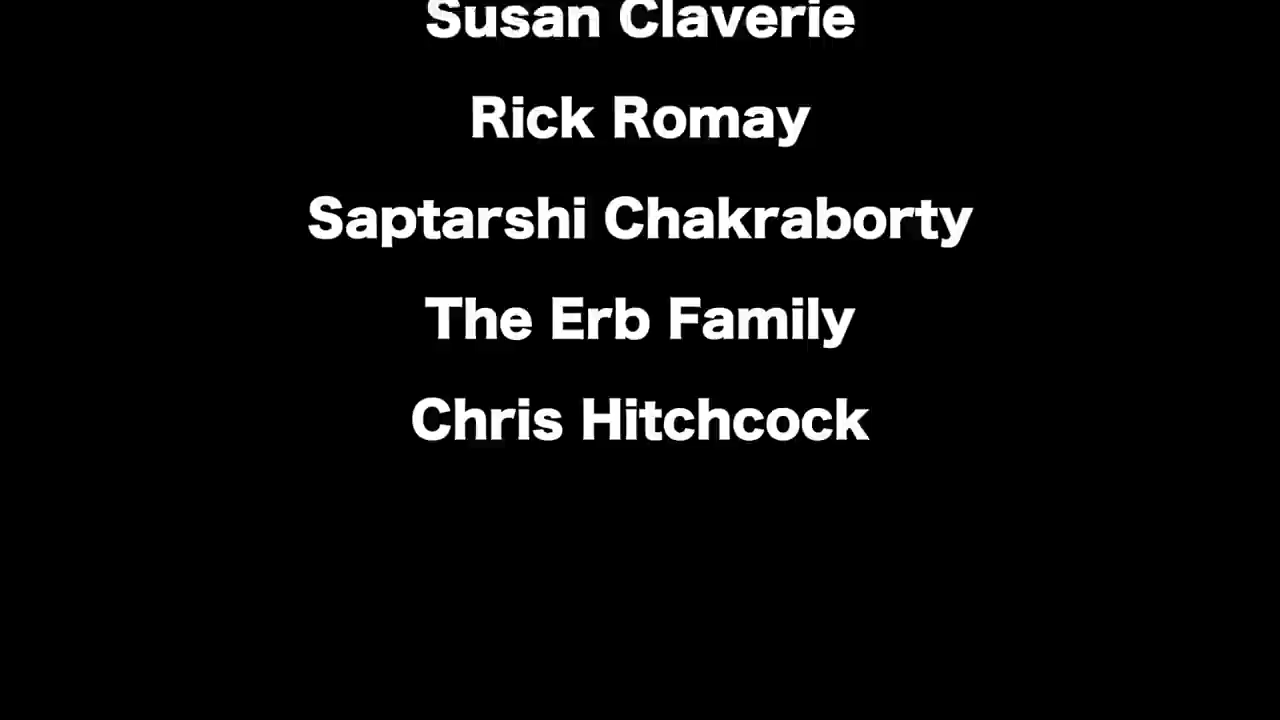 Susan Claverie
Rick Romay
Saptarshi Chakraborty
The Erb Family
Chris Hitchcock